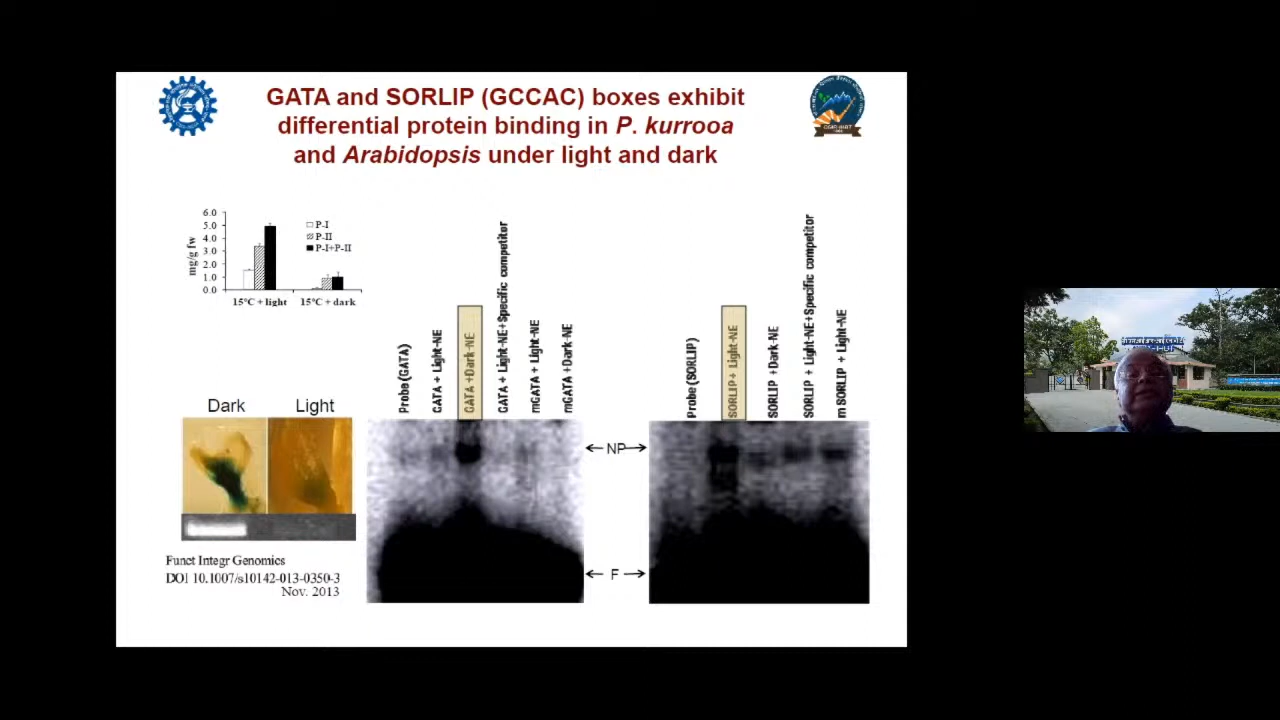 GATA and SORLIP (GCCAC) boxes exhibit
differential protein binding in P. kurrooa
and Arabidopsis under light and dark
6.0
5.0
4.0
3.0
2.0
1.0
0.0
mg/g fw
P-I
P-II
P-I+P-II
15°C + light
15°C + dark
Dark
Light
Funct Integr Genomics
DOI 10.1007/s10142-013-0350-3
Nov. 2013
Probe (GATA)
GATA + Light-NE
GATA +Dark-NE
GATA + Light-NE+Specific competitor
mGATA + Light-NE
mGATA +Dark-NE
NP
F
Probe (SORLIP)
SORLIP+ Light-NE
SORLIP +Dark-NE
SORLIP + Light-NE+Specific competitor
m SORLIP + Light-NE